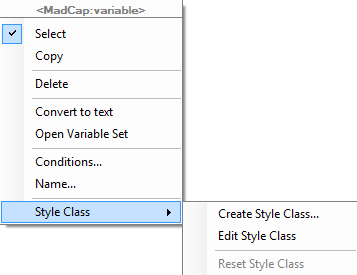 <MadCap:variable>
Select
Copy
Delete
Convert to text
Open Variable Set
Conditions...
Name...
Style Class
Create Style Class...
Edit Style Class
Reset Style Class